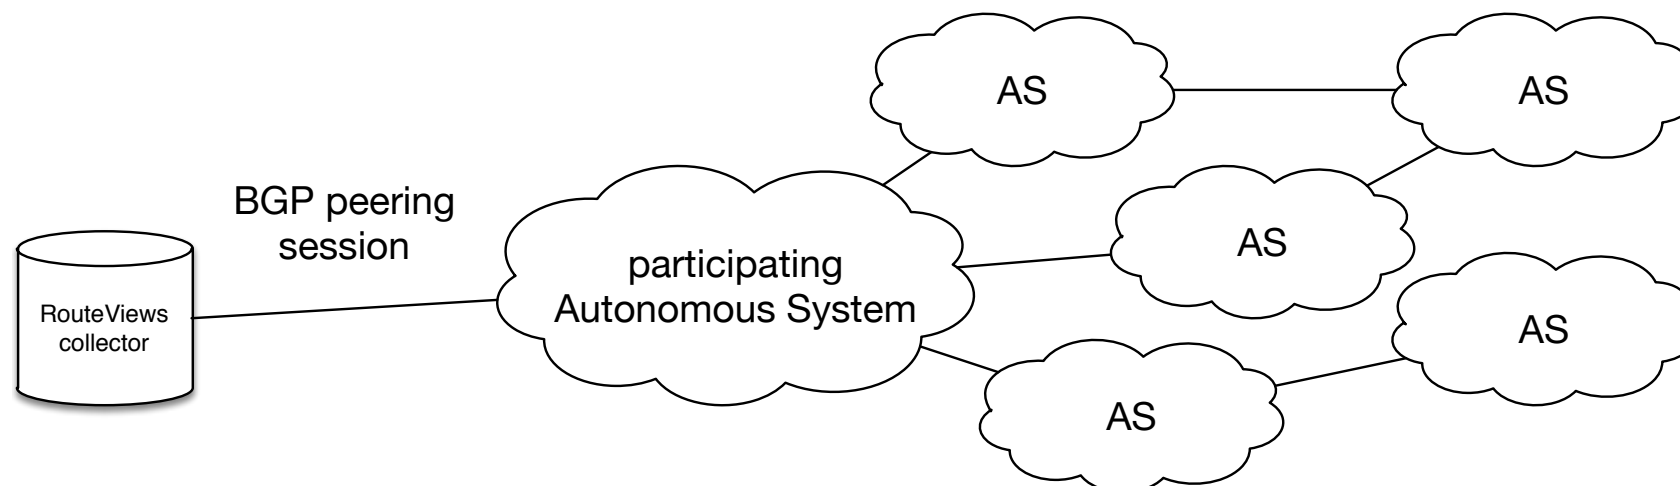 AS
AS
BGP peering
session
AS
participating
Autonomous System
RouteViews
collector
AS
AS